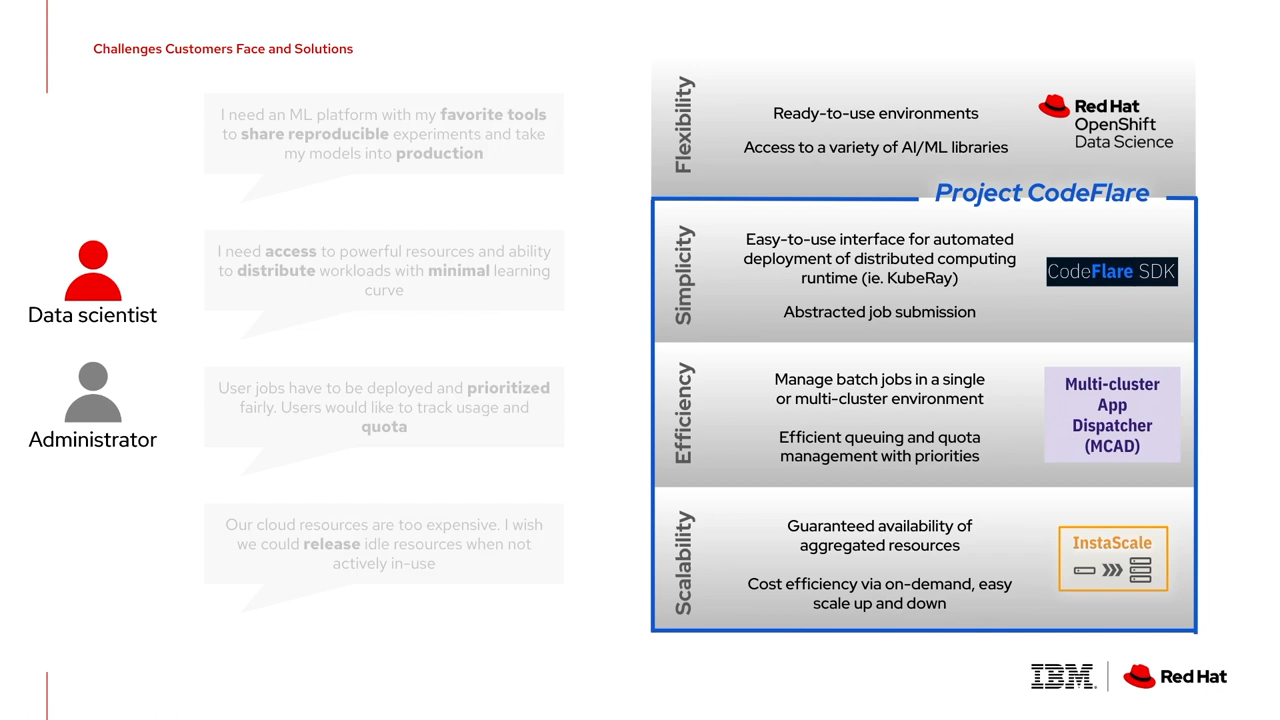 Challenges Customers Face and Solutions
I need an ML platform with my favorite tools
to share reproducible experiments and take
my models into production
I need access to powerful resources and ability
to distribute workloads with minimal learning
curve
Data scientist
User jobs have to be deployed and prioritized
fairly. Users would like to track usage and
quota
Administrator
Our cloud resources are too expensive. I wish
we could release idle resources when not
actively in-use
Flexibility
Ready-to-use environments
Access to a variety of AI/ML libraries
Red Hat
OpenShift
Data Science
Project CodeFlare
Simplicity
Easy-to-use interface for automated
deployment of distributed computing
runtime (ie. KubeRay)
Abstracted job submission
CodeFlare SDK
Efficiency
Manage batch jobs in a single
or multi-cluster environment
Efficient queuing and quota
management with priorities
Multi-cluster
App
Dispatcher
(MCAD)
Scalability
Guaranteed availability of
aggregated resources
Cost efficiency via on-demand, easy
scale up and down
InstaScale
IBM
Red Hat